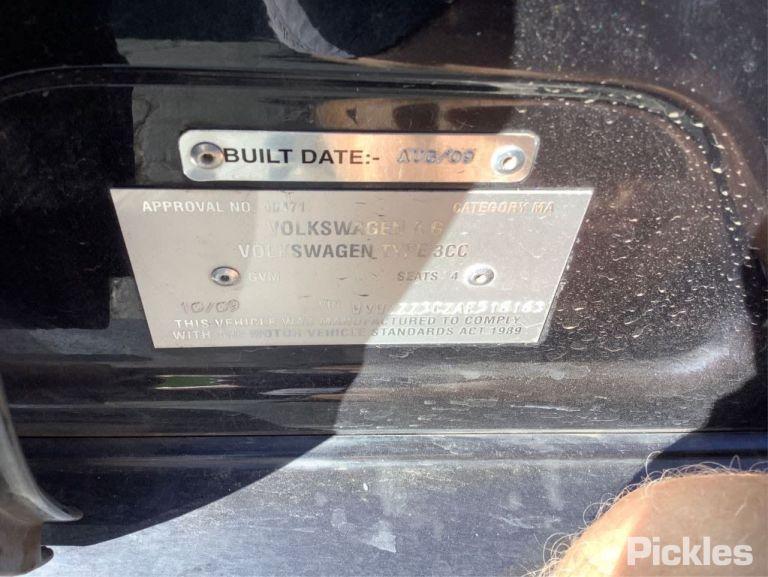 BUILT DATE:- AUG/09
APPROVAL NO. CATEGORY MA
VOLKSWAGEN A.G
VOLKSWAGEN TYPE 3CC
GVM SEATS 4
10/09 VIN
THIS VEHICLE WAS MANUFACTURED TO COMPLY
WITH THE MOTOR VEHICLE STANDARDS ACT 1989
Pickles